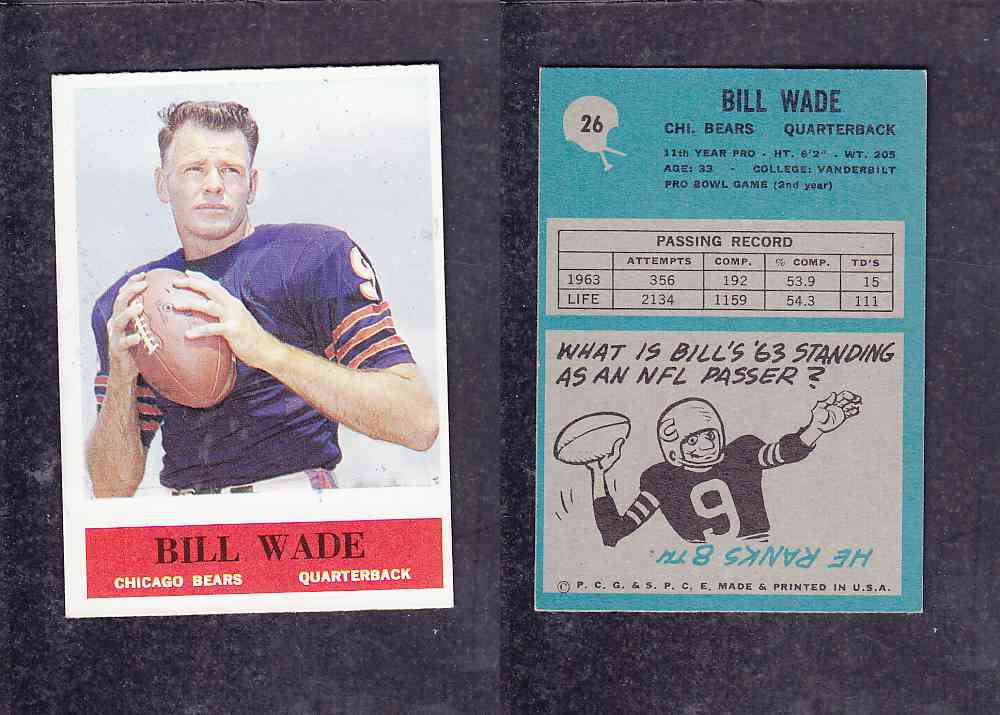 9
BILL WADE
CHICAGO BEARS QUARTERBACK
26
BILL WADE
CHI. BEARS QUARTERBACK
11th YEAR PRO - HT. 6'2" - WT. 205
AGE: 33 - COLLEGE: VANDERBILT
PRO BOWL GAME (2nd year)
PASSING RECORD
ATTEMPTS COMP. % COMP. TD'S
1963 356 192 53.9 15
LIFE 2134 1159 54.3 111
WHAT IS BILL'S '63 STANDING
AS AN NFL PASSER?
C
9
HE RANKS 8TH
© P. C. G. & S. P. C. E. MADE & PRINTED IN U.S.A.